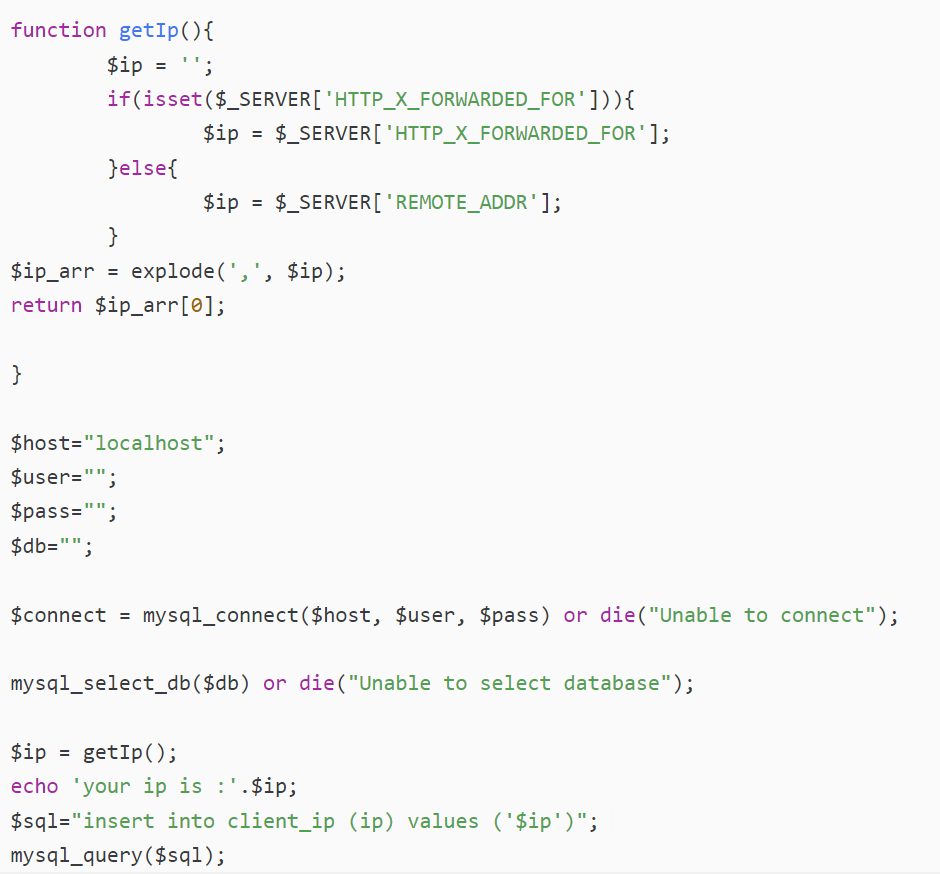 function getIp(){
$ip = '';
if(isset($_SERVER['HTTP_X_FORWARDED_FOR'])){
$ip = $_SERVER['HTTP_X_FORWARDED_FOR'];
}else{
$ip = $_SERVER['REMOTE_ADDR'];
}
$ip_arr = explode(',', $ip);
return $ip_arr[0];
}
$host="localhost";
$user="";
$pass="";
$db="";
$connect = mysql_connect($host, $user, $pass) or die("Unable to connect");
mysql_select_db($db) or die("Unable to select database");
$ip = getIp();
echo 'your ip is :'.$ip;
$sql="insert into client_ip (ip) values ('$ip')";
mysql_query($sql);